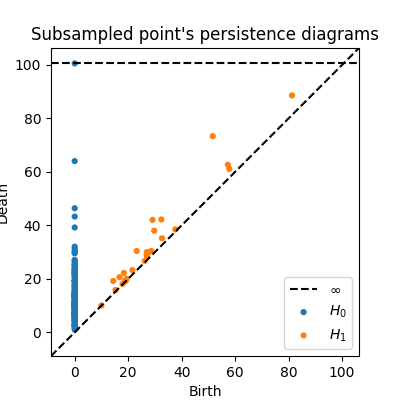 Subsampled point's persistence diagrams
100
80
60
40
20
0
Death
0 20 40 60 80 100
Birth
∞
H₀
H₁